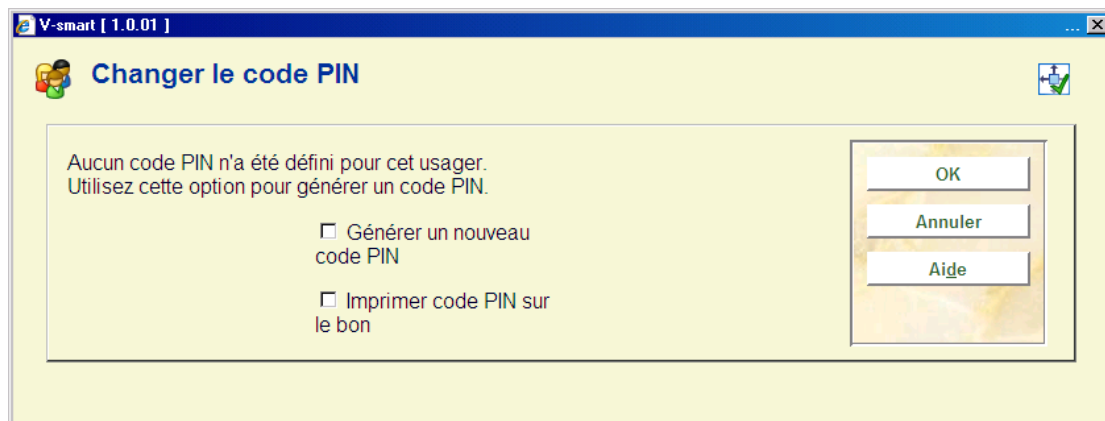 V-smart [ 1.0.01 ]
...
Changer le code PIN
Aucun code PIN n'a été défini pour cet usager.
Utilisez cette option pour générer un code PIN.
Générer un nouveau
code PIN
Imprimer code PIN sur
le bon
OK
Annuler
Aide